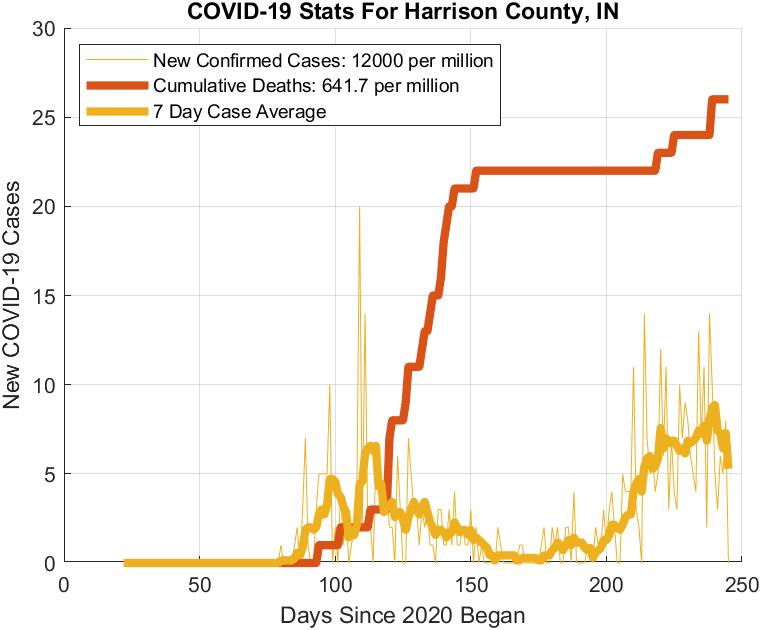 COVID-19 Stats For Harrison County, IN
New Confirmed Cases: 12000 per million
Cumulative Deaths: 641.7 per million
7 Day Case Average
New COVID-19 Cases
30
25
20
15
10
5
0
0 50 100 150 200 250
Days Since 2020 Began